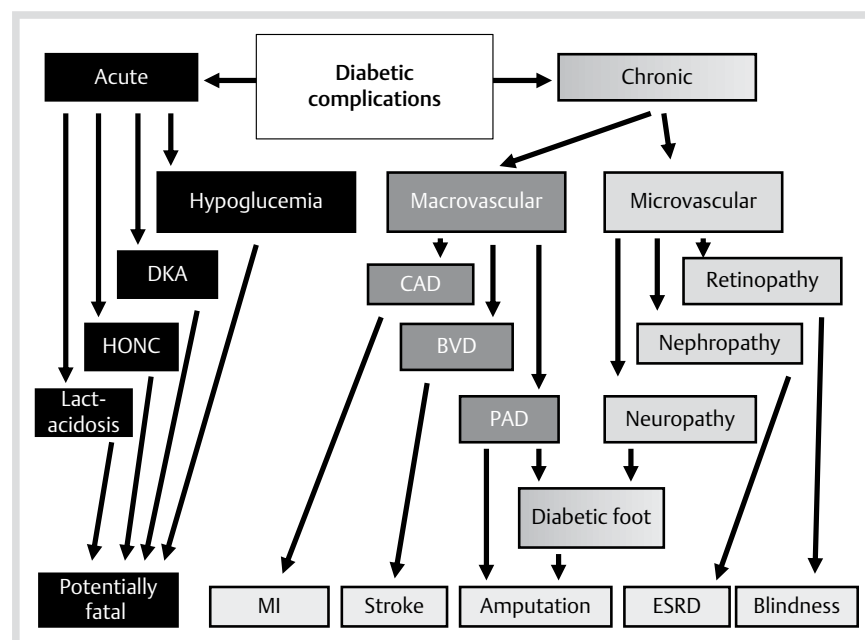 Diabetic
complications
Acute
Chronic
Hypoglucemia
Macrovascular
Microvascular
DKA
CAD
Retinopathy
HONC
BVD
Nephropathy
Lact-
acidosis
PAD
Neuropathy
Diabetic foot
Potentially
fatal
MI
Stroke
Amputation
ESRD
Blindness